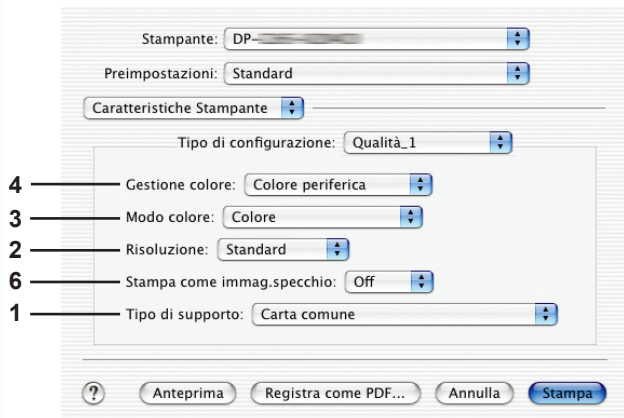 Stampante: DP-
Preimpostazioni: Standard
Caratteristiche Stampante
Tipo di configurazione: Qualità_1
4 Gestione colore: Colore periferica
3 Modo colore: Colore
2 Risoluzione: Standard
6 Stampa come immag.specchio: Off
1 Tipo di supporto: Carta comune
? Anteprima Registra come PDF... Annulla Stampa